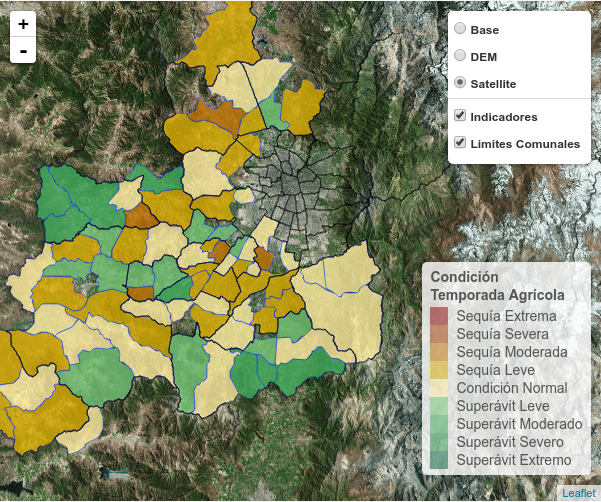 +
-
Base
DEM
Satellite
Indicadores
Limites Comunales
Condición
Temporada Agrícola
Sequía Extrema
Sequía Severa
Sequía Moderada
Sequía Leve
Condición Normal
Superávit Leve
Superávit Moderado
Superávit Severo
Superávit Extremo
Leaflet